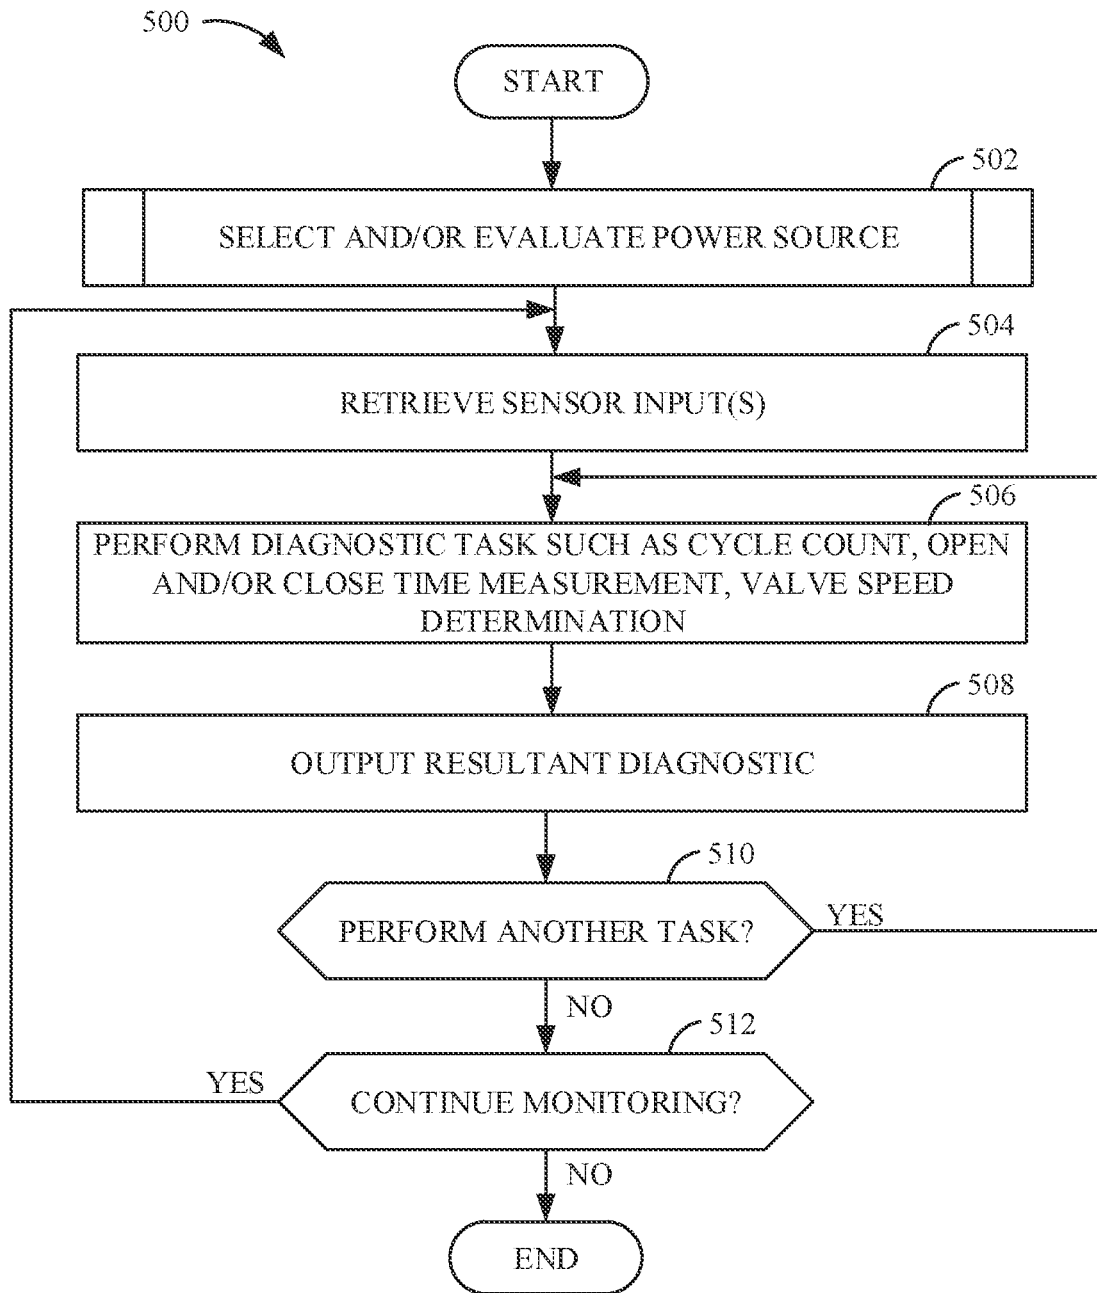 500
START
502
SELECT AND/OR EVALUATE POWER SOURCE
504
RETRIEVE SENSOR INPUT(S)
506
PERFORM DIAGNOSTIC TASK SUCH AS CYCLE COUNT, OPEN
AND/OR CLOSE TIME MEASUREMENT, VALVE SPEED
DETERMINATION
508
OUTPUT RESULTANT DIAGNOSTIC
510
PERFORM ANOTHER TASK?
YES
NO
512
YES
CONTINUE MONITORING?
NO
END